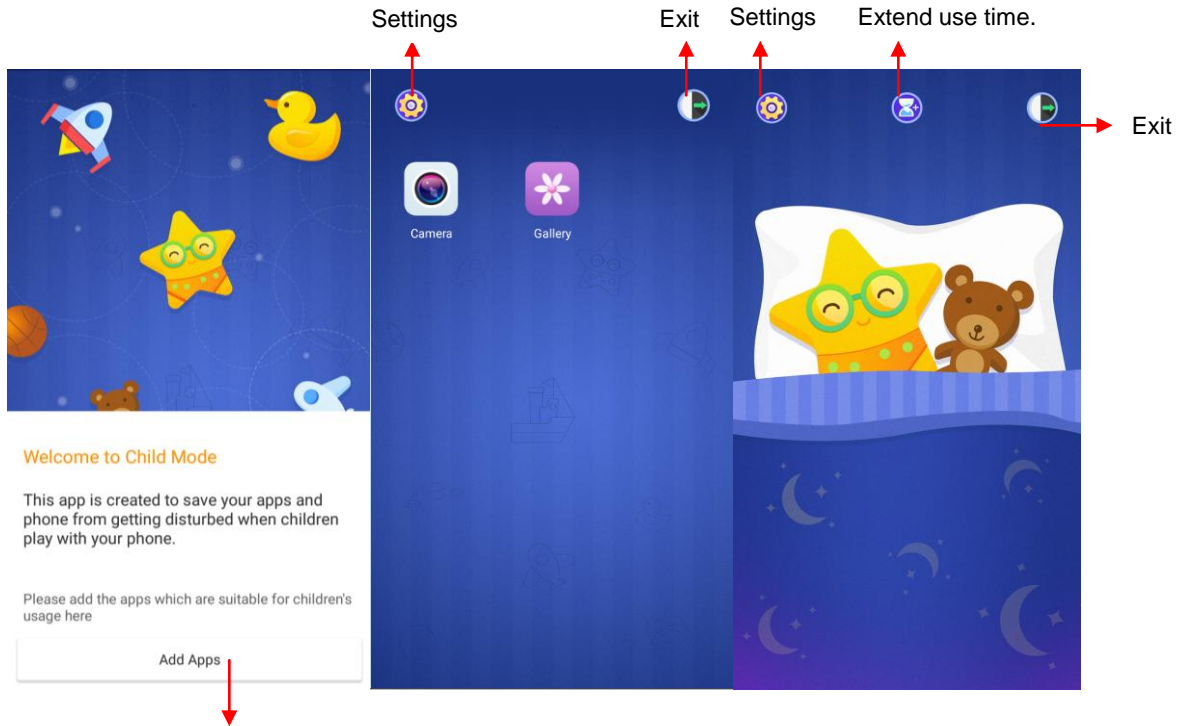 Settings
Exit
Settings
Extend use time.
Exit
Camera
Gallery
Welcome to Child Mode
This app is created to save your apps and
phone from getting disturbed when children
play with your phone.
Please add the apps which are suitable for children's
usage here
Add Apps